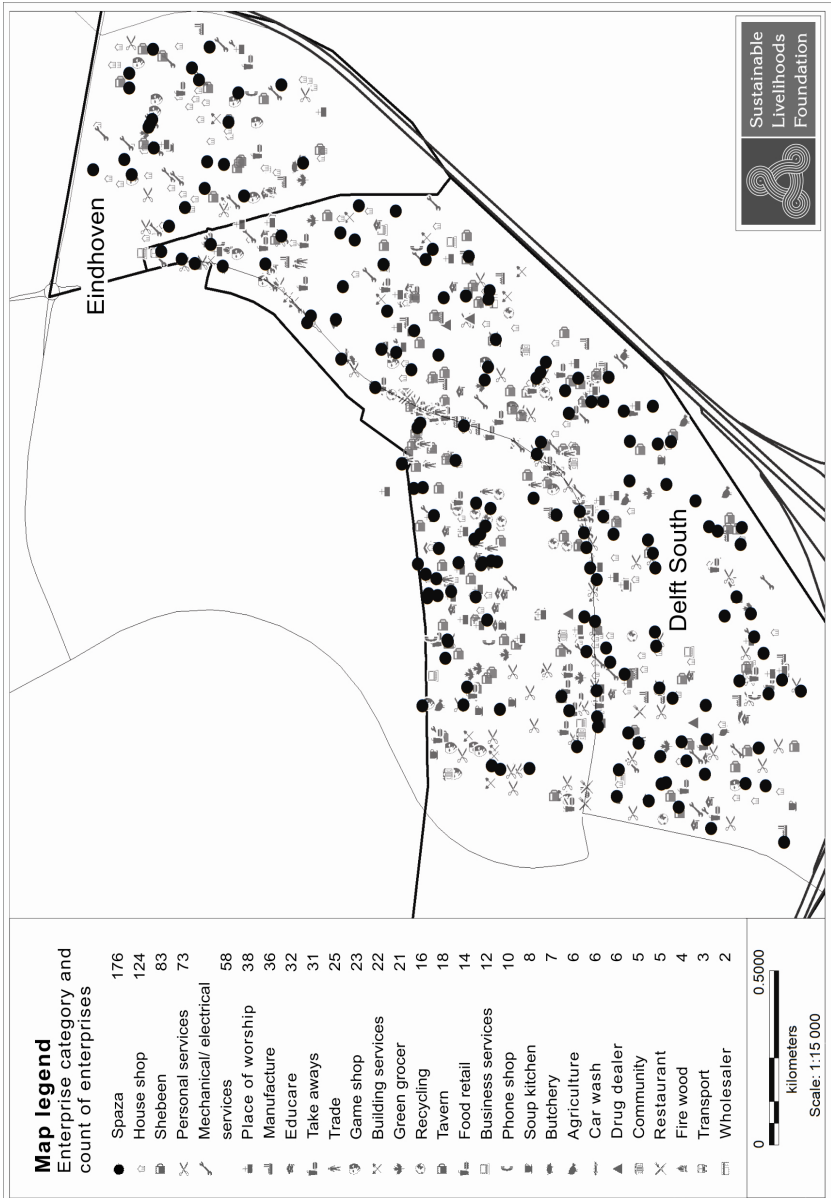 Map legend
Enterprise category and
count of enterprises
Spaza 176
House shop 124
Shebeen 83
Personal services 73
Mechanical/ electrical
services 58
Place of worship 38
Manufacture 36
Educare 32
Take aways 31
Trade 25
Game shop 23
Building services 22
Green grocer 21
Recycling 16
Tavern 18
Food retail 14
Business services 12
Phone shop 10
Soup kitchen 8
Butchery 7
Agriculture 6
Car wash 6
Drug dealer 6
Community 5
Restaurant 5
Fire wood 4
Transport 3
Wholesaler 2
0 0.5000
kilometers
Scale: 1:15 000
Eindhoven
Delft South
Sustainable
Livelihoods
Foundation